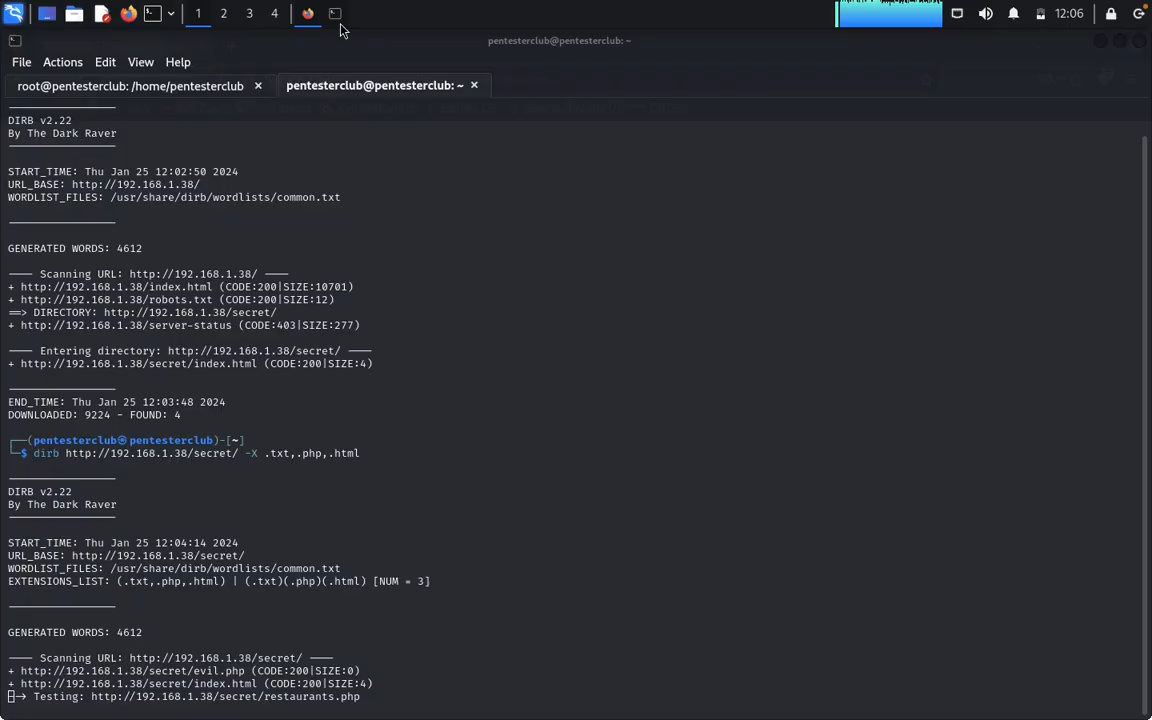 1 2 3 4 12:06
pentesterclub@pentesterclub: ~
File Actions Edit View Help
root@pentesterclub: /home/pentesterclub × pentesterclub@pentesterclub: ~ ×
DIRB v2.22
By The Dark Raver
START_TIME: Thu Jan 25 12:02:50 2024
URL_BASE: http://192.168.1.38/
WORDLIST_FILES: /usr/share/dirb/wordlists/common.txt
GENERATED WORDS: 4612
---- Scanning URL: http://192.168.1.38/ ----
+ http://192.168.1.38/index.html (CODE:200|SIZE:10701)
+ http://192.168.1.38/robots.txt (CODE:200|SIZE:12)
==> DIRECTORY: http://192.168.1.38/secret/
+ http://192.168.1.38/server-status (CODE:403|SIZE:277)
---- Entering directory: http://192.168.1.38/secret/ ----
+ http://192.168.1.38/secret/index.html (CODE:200|SIZE:4)
END_TIME: Thu Jan 25 12:03:48 2024
DOWNLOADED: 9224 - FOUND: 4
┌──(pentesterclub㉿pentesterclub)-[~]
└─$ dirb http://192.168.1.38/secret/ -X .txt,.php,.html
DIRB v2.22
By The Dark Raver
START_TIME: Thu Jan 25 12:04:14 2024
URL_BASE: http://192.168.1.38/secret/
WORDLIST_FILES: /usr/share/dirb/wordlists/common.txt
EXTENSIONS_LIST: (.txt,.php,.html) | (.txt)(.php)(.html) [NUM = 3]
GENERATED WORDS: 4612
---- Scanning URL: http://192.168.1.38/secret/ ----
+ http://192.168.1.38/secret/evil.php (CODE:200|SIZE:0)
+ http://192.168.1.38/secret/index.html (CODE:200|SIZE:4)
--> Testing: http://192.168.1.38/secret/restaurants.php